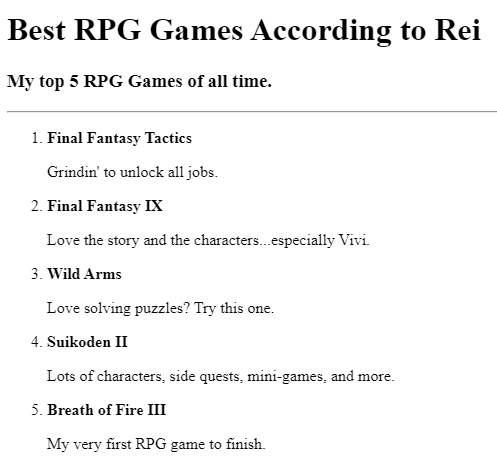 Best RPG Games According to Rei
My top 5 RPG Games of all time.
1. Final Fantasy Tactics
Grindin' to unlock all jobs.
2. Final Fantasy IX
Love the story and the characters...especially Vivi.
3. Wild Arms
Love solving puzzles? Try this one.
4. Suikoden II
Lots of characters, side quests, mini-games, and more.
5. Breath of Fire III
My very first RPG game to finish.